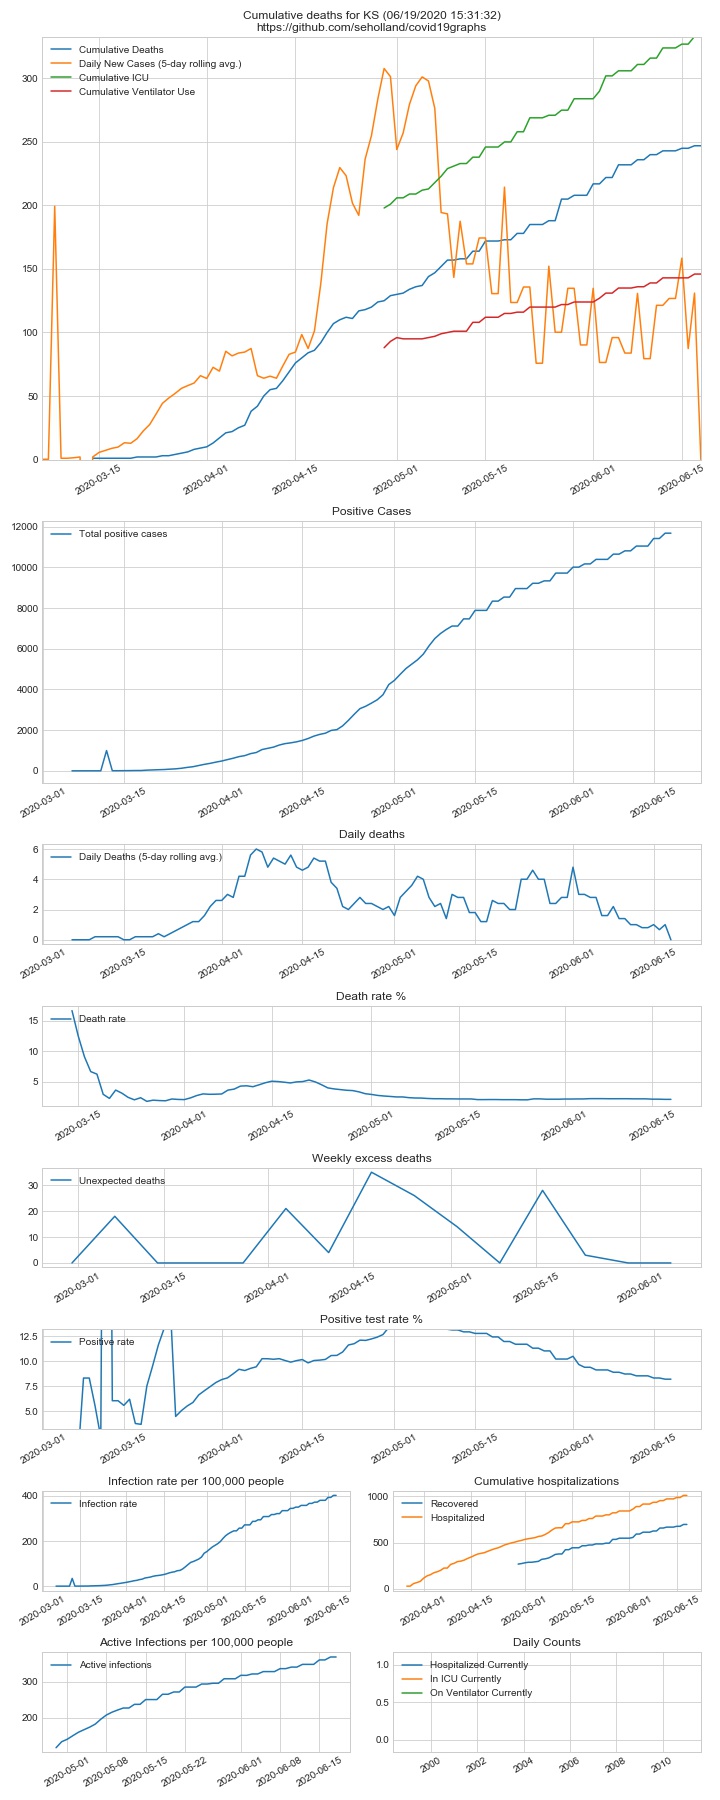 Cumulative deaths for KS (06/19/2020 15:31:32)
https://github.com/seholland/covid19graphs
Cumulative Deaths
Daily New Cases (5-day rolling avg.)
Cumulative ICU
Cumulative Ventilator Use
300
250
200
150
100
50
0
2020-03-15 2020-04-01 2020-04-15 2020-05-01 2020-05-15 2020-06-01 2020-06-15
Positive Cases
Total positive cases
12000
10000
8000
6000
4000
2000
0
2020-03-01 2020-03-15 2020-04-01 2020-04-15 2020-05-01 2020-05-15 2020-06-01 2020-06-15
Daily deaths
Daily Deaths (5-day rolling avg.)
6
4
2
0
2020-03-01 2020-03-15 2020-04-01 2020-04-15 2020-05-01 2020-05-15 2020-06-01 2020-06-15
Death rate %
Death rate
15
10
5
2020-03-15 2020-04-01 2020-04-15 2020-05-01 2020-05-15 2020-06-01 2020-06-15
Weekly excess deaths
Unexpected deaths
30
20
10
0
2020-03-01 2020-03-15 2020-04-01 2020-04-15 2020-05-01 2020-05-15 2020-06-01
Positive test rate %
Positive rate
12.5
10.0
7.5
5.0
2020-03-01 2020-03-15 2020-04-01 2020-04-15 2020-05-01 2020-05-15 2020-06-01 2020-06-15
Infection rate per 100,000 people
Infection rate
400
200
0
2020-03-01 2020-03-15 2020-04-01 2020-04-15 2020-05-01 2020-05-15 2020-06-01 2020-06-15
Cumulative hospitalizations
Recovered
Hospitalized
1000
500
0
2020-04-01 2020-04-15 2020-05-01 2020-05-15 2020-06-01 2020-06-15
Active Infections per 100,000 people
Active infections
300
200
2020-05-01 2020-05-08 2020-05-15 2020-05-22 2020-06-01 2020-06-08 2020-06-15
Daily Counts
Hospitalized Currently
In ICU Currently
On Ventilator Currently
1.0
0.5
0.0
2000 2002 2004 2006 2008 2010